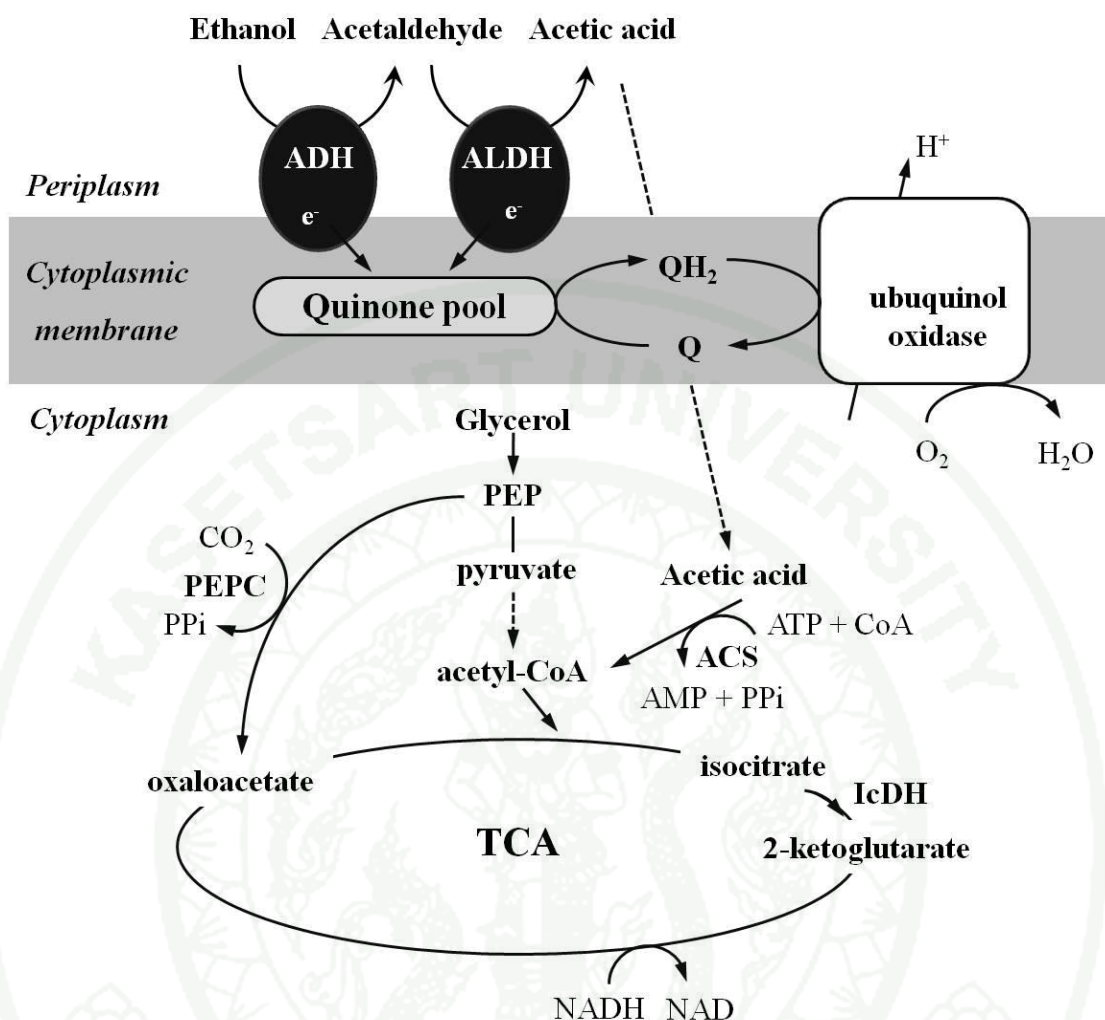 Ethanol Acetaldehyde Acetic acid
ADH ALDH
H+
Periplasm
e- e-
Cytoplasmic
membrane
QH2
Quinone pool
ubuquinol
oxidase
Q
Cytoplasm
Glycerol
O2
H2O
PEP
CO2
PEPC
PPi
pyruvate
Acetic acid
ATP + CoA
ACS
acetyl-CoA
AMP + PPi
oxaloacetate
isocitrate
IcDH
TCA
2-ketoglutarate
NADH NAD
KASETSART UNIVERSITY